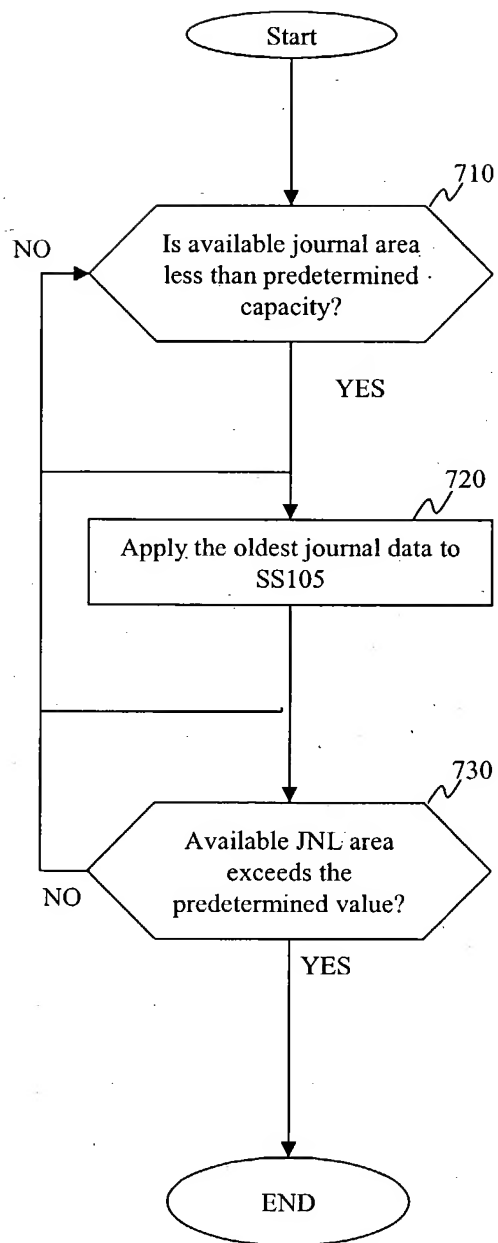 Start
710
NO
Is available journal area
less than predetermined
capacity?
YES
720
Apply the oldest journal data to
SS105
730
Available JNL area
exceeds the
predetermined value?
NO
YES
END